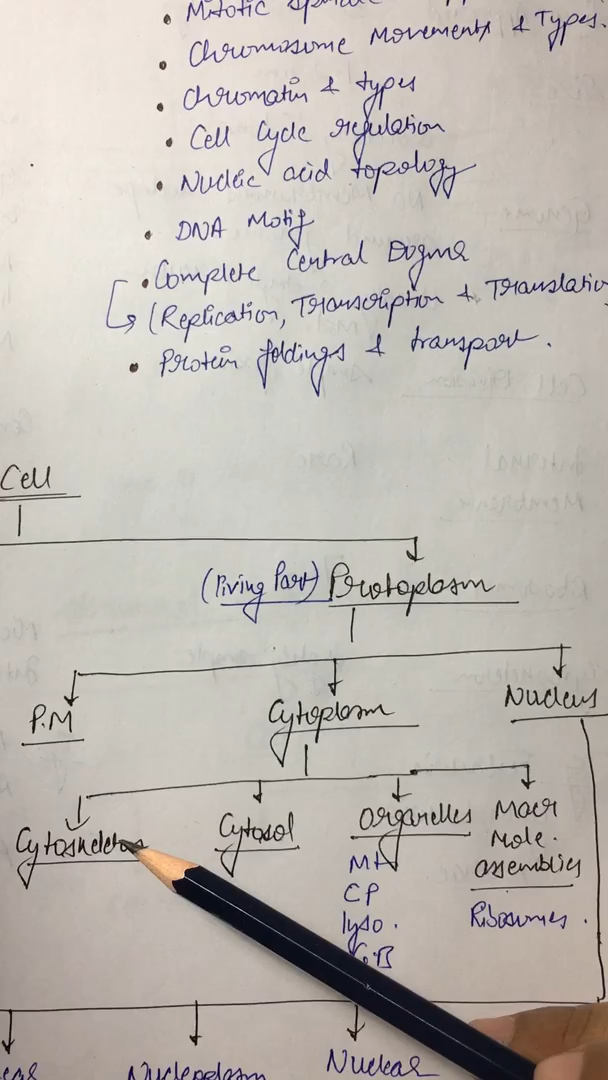 Mitotic
• Chromosome Movements & Types.
• Chromatin & types
• Cell Cycle regulation
• Nucleic acid topology
• DNA Motif
• Complete Central Dogma
(Replication, Transcription & Translation
• Protein foldings & transport.
Cell
(Living Part) Protoplasm
P.M Cytoplasm Nucleus
Cytoskeleton Cytosol Organelles Macr
Mole.
assemblies
Mt
CP
lyso.
G.B
Ribosomes.
Nucleoplasm Nuclear